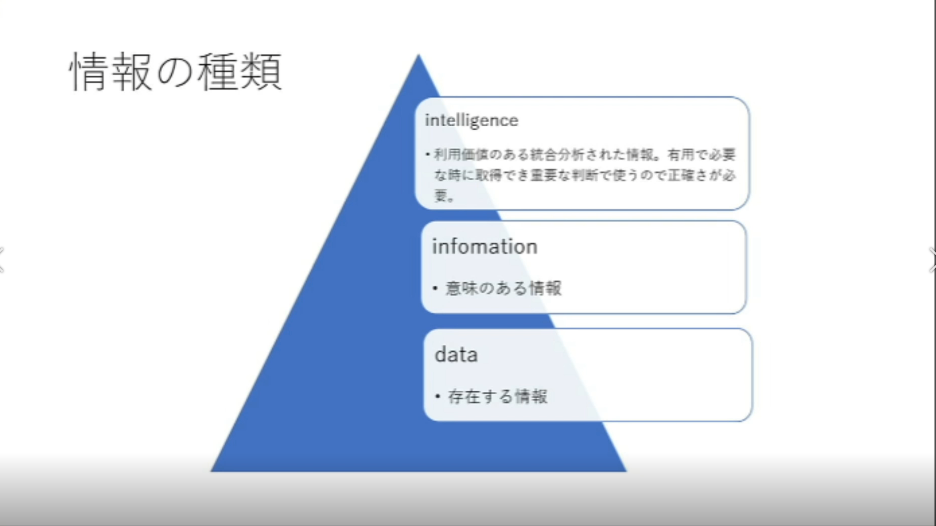 情報の種類
intelligence
• 利用価値のある統合分析された情報。有用で必要
な時に取得でき重要な判断で使うので正確さが必
要。
infomation
• 意味のある情報
data
• 存在する情報